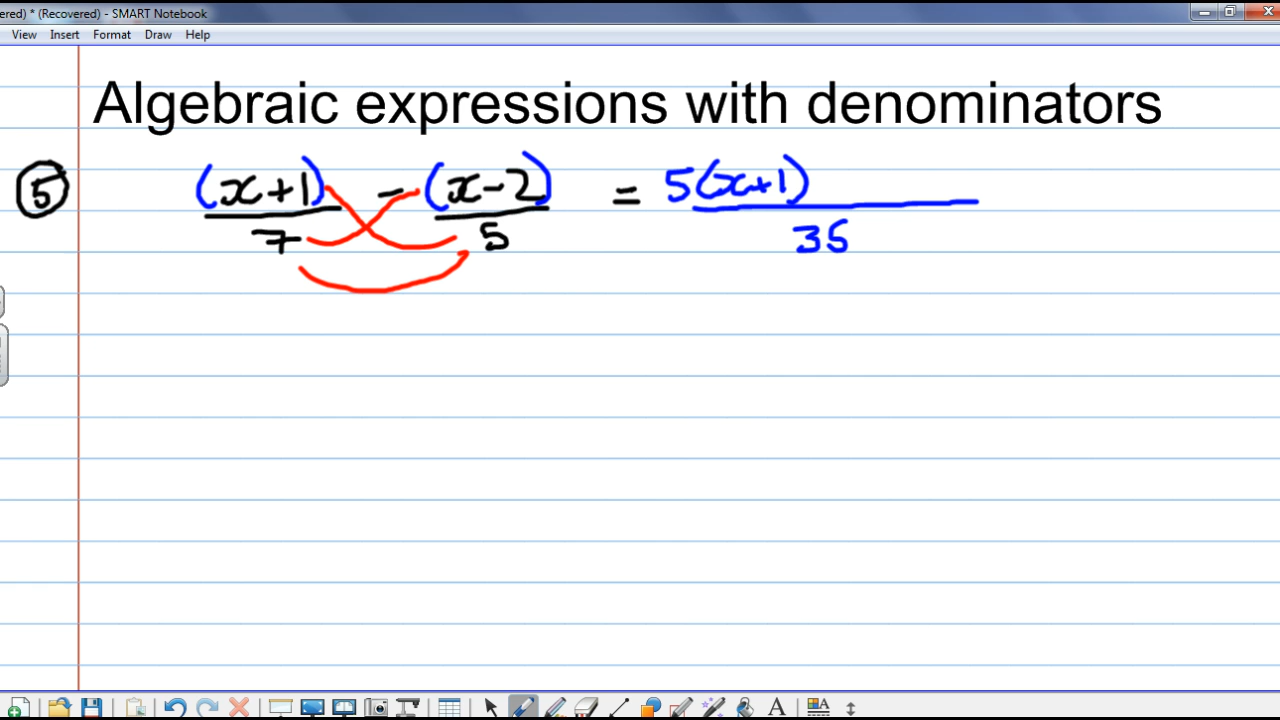 ered) * (Recovered) - SMART Notebook
View Insert Format Draw Help
Algebraic expressions with denominators
5 (x+1) - (x-2) = 5(x+1)
7 5 35
A